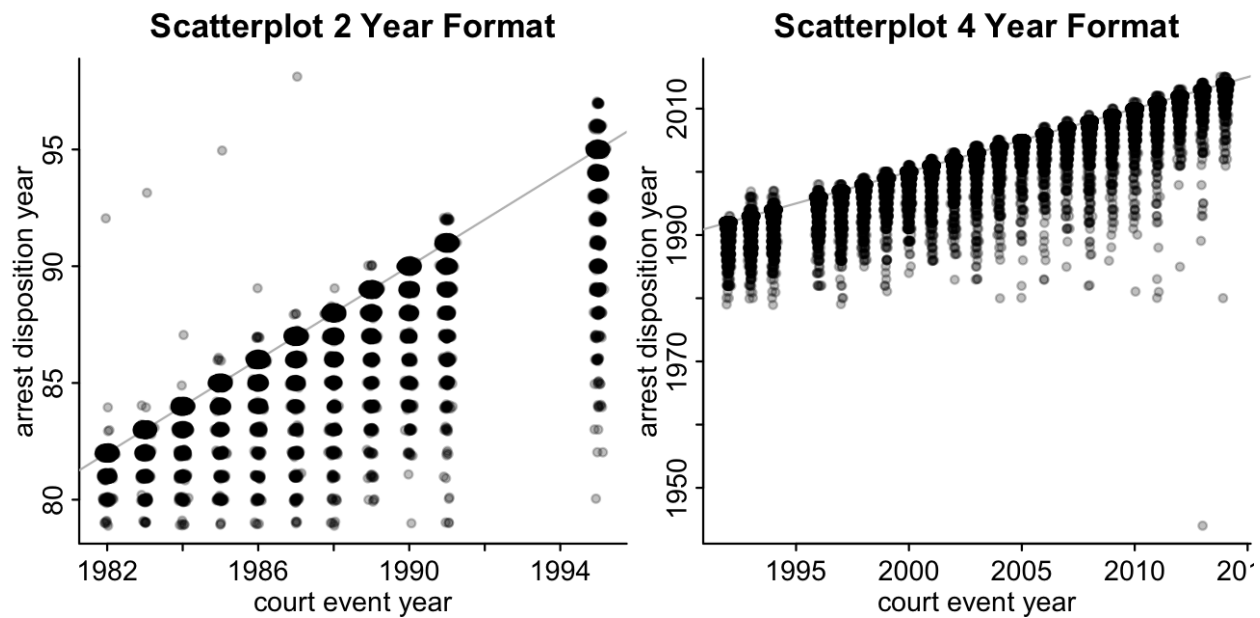 Scatterplot 2 Year Format
arrest disposition year
95
90
85
80
1982
1986
1990
1994
court event year
Scatterplot 4 Year Format
arrest disposition year
2010
1990
1970
1950
1995
2000
2005
2010
201
court event year